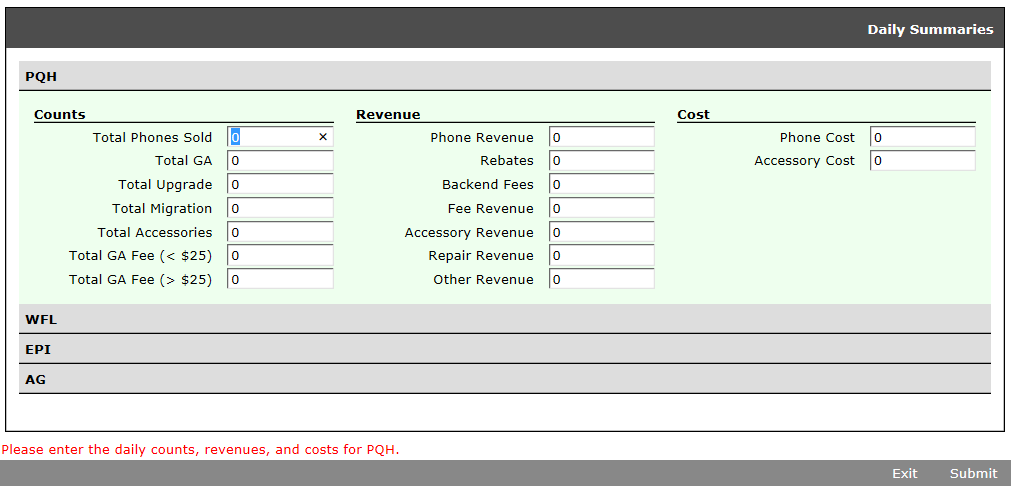 Daily Summaries
PQH
Counts Revenue Cost
Total Phones Sold 0 × Phone Revenue 0 Phone Cost 0
Total GA 0 Rebates 0 Accessory Cost 0
Total Upgrade 0 Backend Fees 0
Total Migration 0 Fee Revenue 0
Total Accessories 0 Accessory Revenue 0
Total GA Fee (< $25) 0 Repair Revenue 0
Total GA Fee (> $25) 0 Other Revenue 0
WFL
EPI
AG
Please enter the daily counts, revenues, and costs for PQH.
Exit Submit